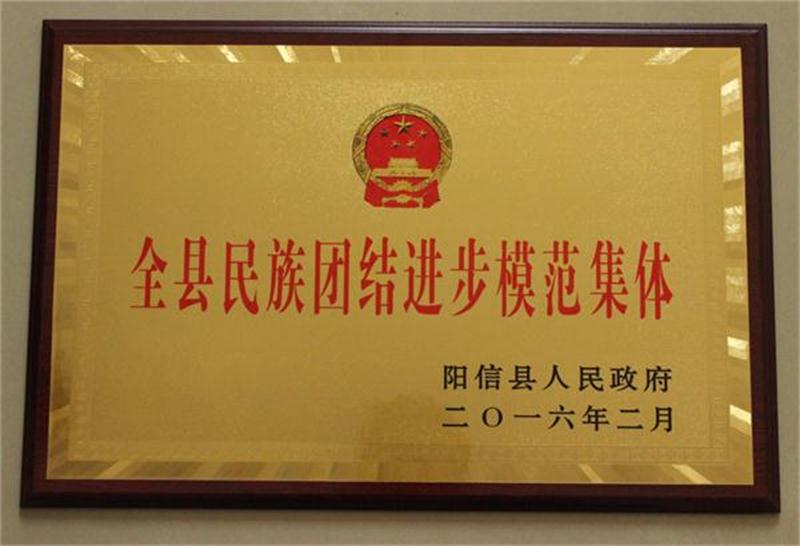 全县民族团结进步模范集体
阳信县人民政府
二〇一六年二月